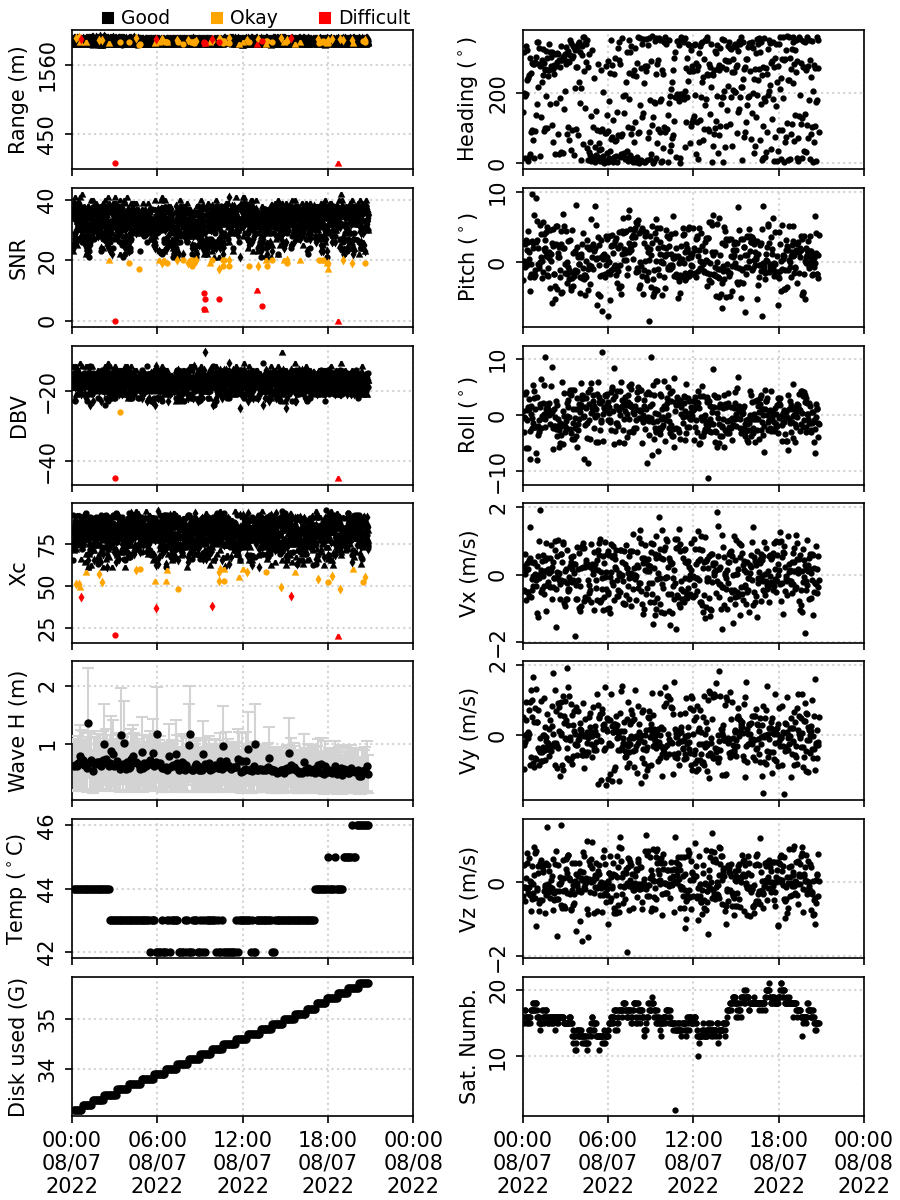 Good Okay Difficult
Range (m)
1560
450
Heading (°)
200
0
SNR
40
20
0
Pitch (°)
10
0
DBV
−20
−40
Roll (°)
10
0
−10
Xc
75
50
25
Vx (m/s)
2
0
−2
Wave H (m)
2
1
Vy (m/s)
2
0
Temp (°C)
46
44
42
Vz (m/s)
0
−2
Disk used (G)
35
34
Sat. Numb.
20
10
00:00 06:00 12:00 18:00 00:00 00:00 06:00 12:00 18:00 00:00
08/07 08/07 08/07 08/07 08/08 08/07 08/07 08/07 08/07 08/08
2022 2022 2022 2022 2022 2022 2022 2022 2022 2022